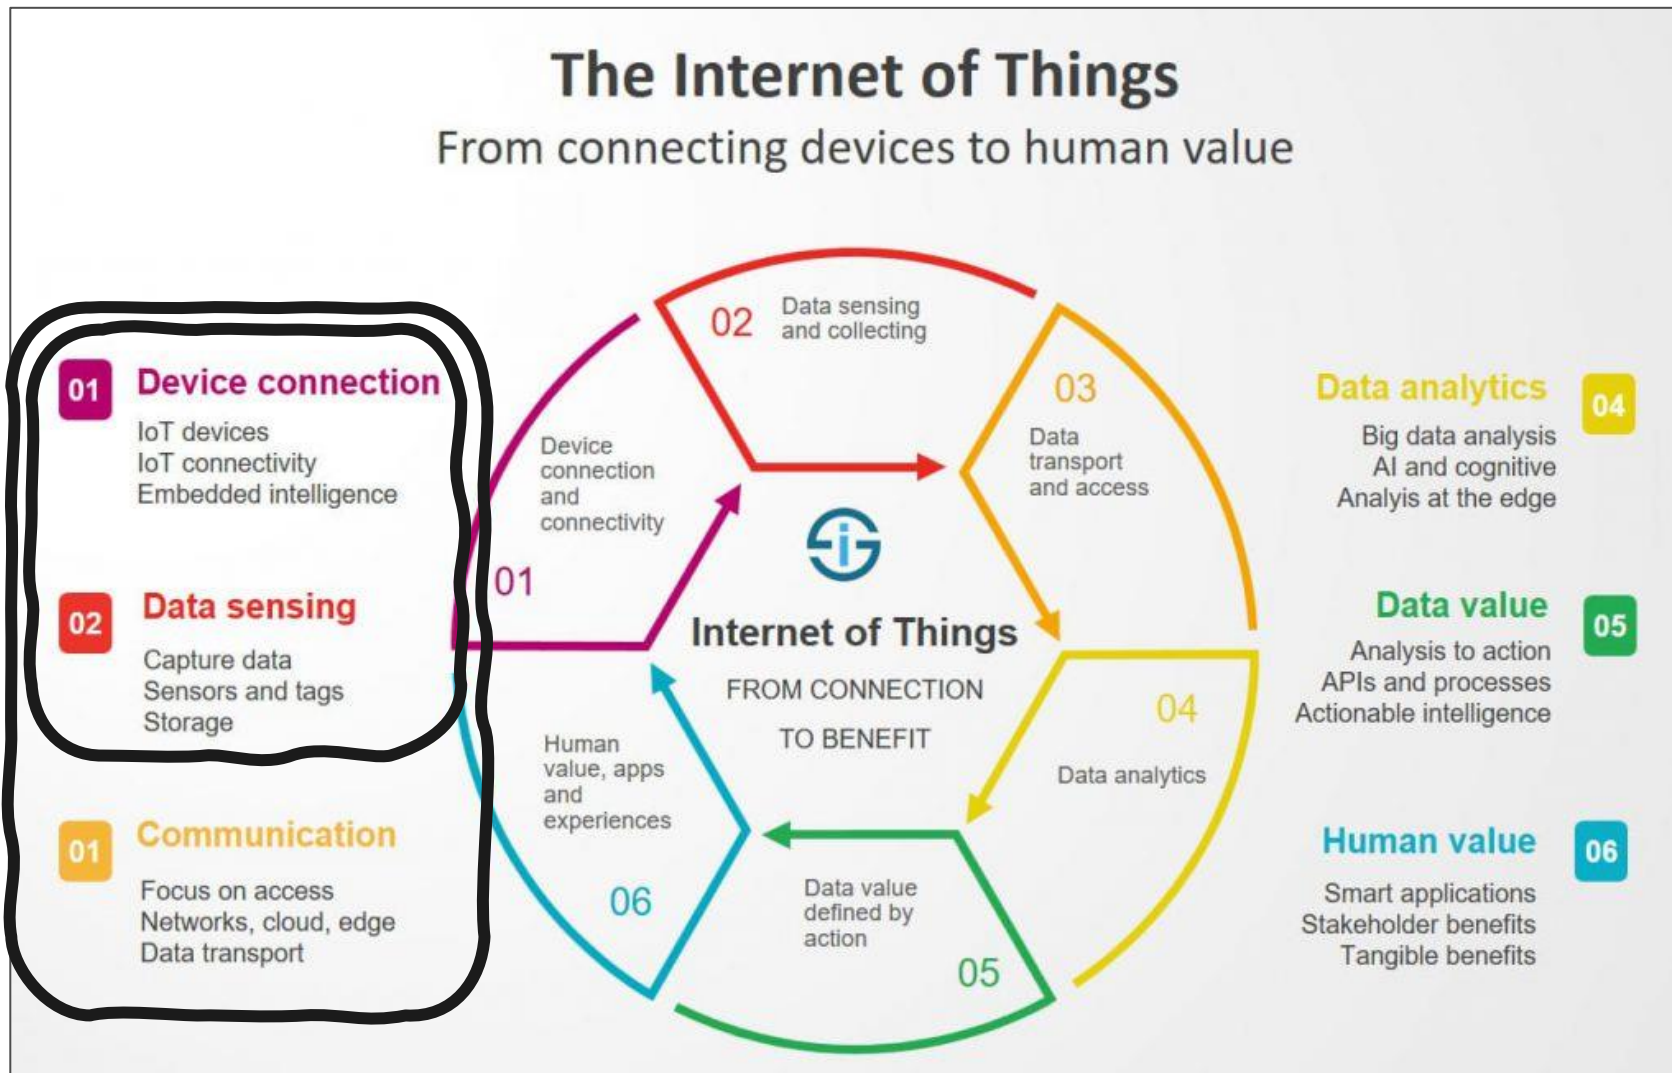 The Internet of Things
From connecting devices to human value
01
Device connection
IoT devices
IoT connectivity
Embedded intelligence
02
Data sensing
Capture data
Sensors and tags
Storage
01
Communication
Focus on access
Networks, cloud, edge
Data transport
01
Device
connection
and
connectivity
02
Data sensing
and collecting
03
Data
transport
and access
04
Data analytics
05
Data value
defined by
action
06
Human
value, apps
and
experiences
Internet of Things
FROM CONNECTION
TO BENEFIT
Data analytics
04
Big data analysis
AI and cognitive
Analyis at the edge
Data value
05
Analysis to action
APIs and processes
Actionable intelligence
Human value
06
Smart applications
Stakeholder benefits
Tangible benefits